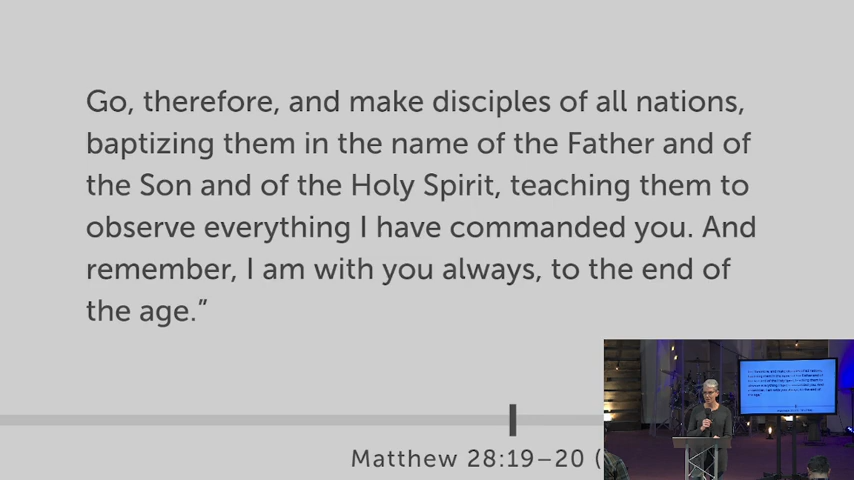 Go, therefore, and make disciples of all nations,
baptizing them in the name of the Father and of
the Son and of the Holy Spirit, teaching them to
observe everything I have commanded you. And
remember, I am with you always, to the end of
the age.”
Matthew 28:19–20 (